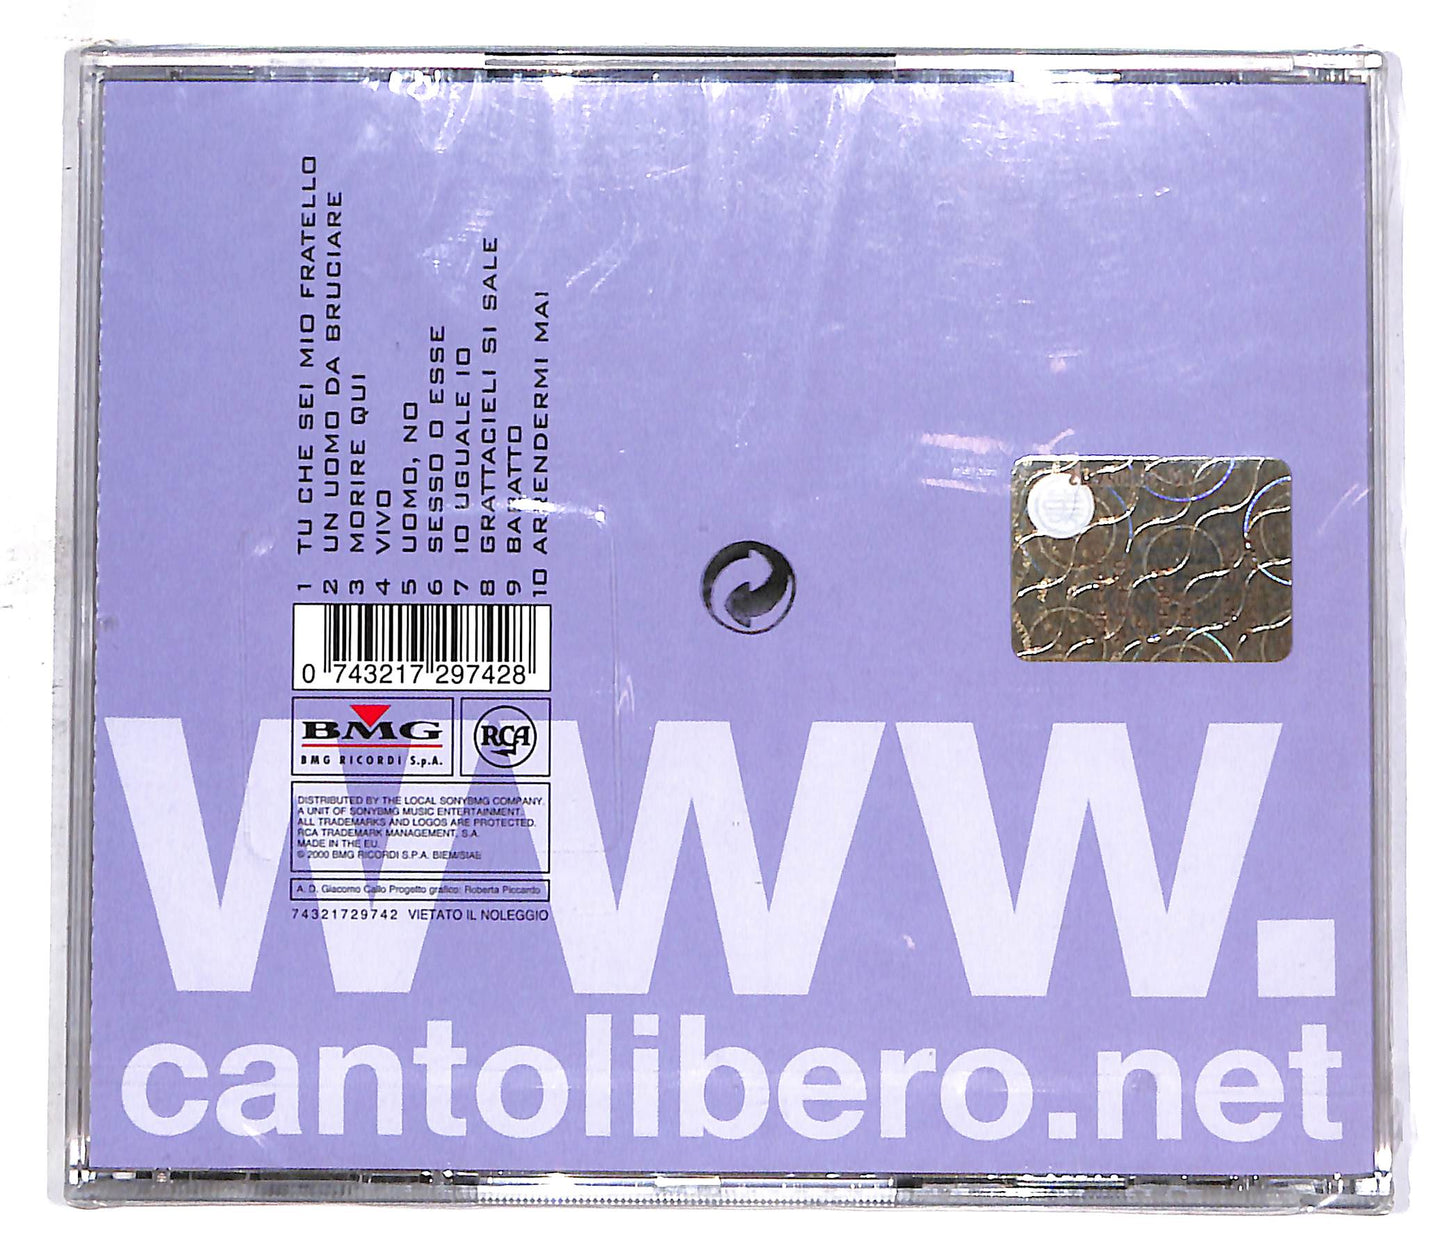 1 TU CHE SEI MIO FRATELLO
2 UN UOMO DA BRUCIARE
3 MORIRE QUI
4 VIVO
5 UOMO, NO
6 SESSO O ESSE
7 IO UGUALE IO
8 GRATTACIELI SI SALE
9 BARATTO
10 ARRENDERMI MAI
0 743217 297428
BMG
BMG RICORDI S.p.A.
RCA
DISTRIBUTED BY THE LOCAL SONYBMG COMPANY.
A UNIT OF SONYBMG MUSIC ENTERTAINMENT.
ALL TRADEMARKS AND LOGOS ARE PROTECTED.
RCA TRADEMARK MANAGEMENT, S.A.
MADE IN THE EU.
© 2000 BMG RICORDI S.P.A. BIEM/SIAE
A. D. Giacomo Callo Progetto grafico: Roberta Piccardo
74321729742 VIETATO IL NOLEGGIO
www.
cantolibero.net